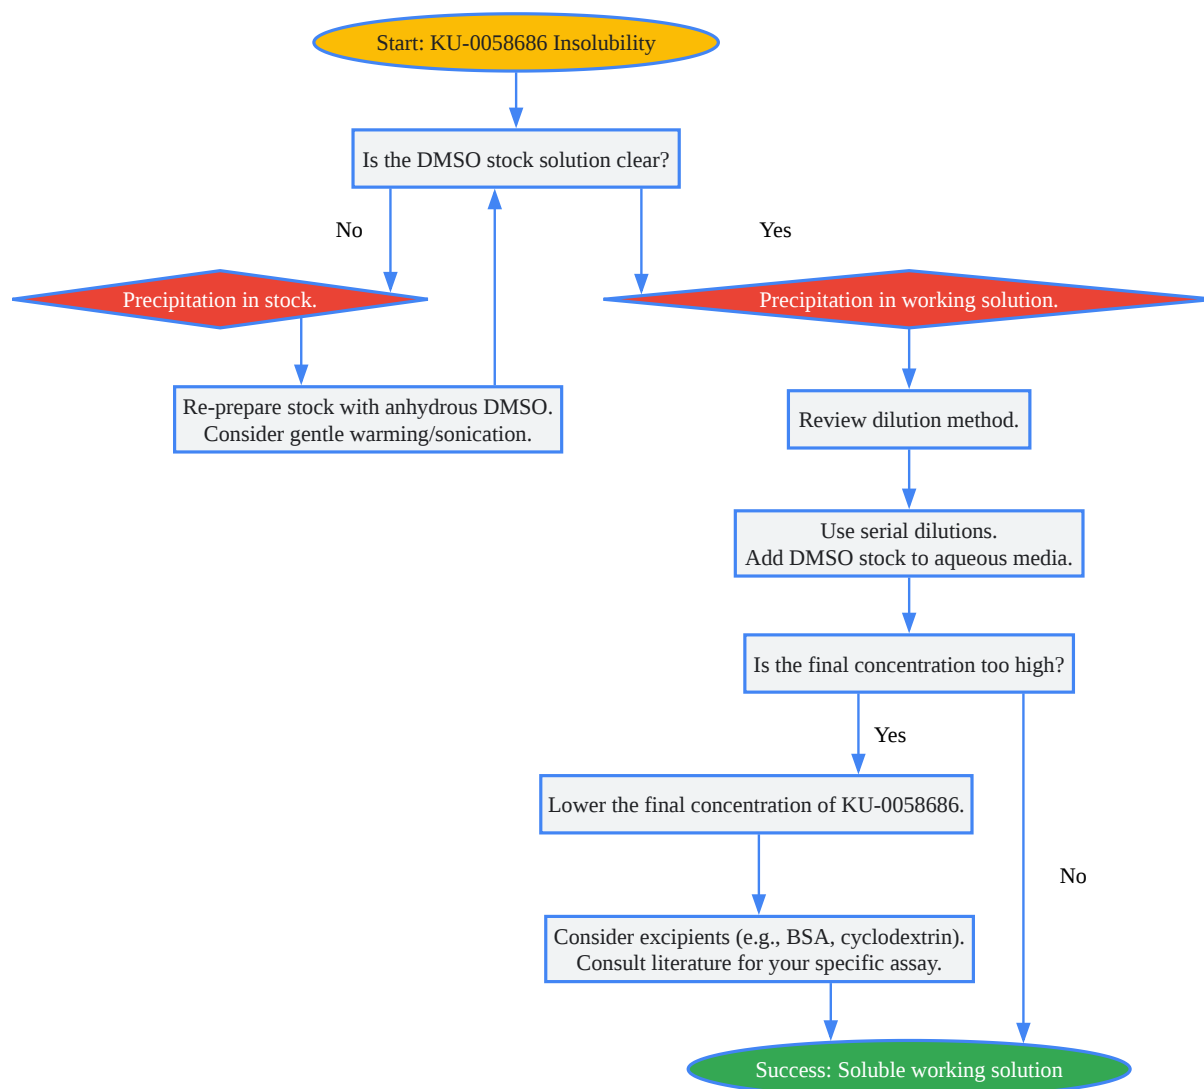 Start: KU-0058686 Insolubility
Is the DMSO stock solution clear?
No
Yes
Precipitation in stock.
Precipitation in working solution.
Re-prepare stock with anhydrous DMSO.
Consider gentle warming/sonication.
Review dilution method.
Use serial dilutions.
Add DMSO stock to aqueous media.
Is the final concentration too high?
Yes
Lower the final concentration of KU-0058686.
No
Consider excipients (e.g., BSA, cyclodextrin).
Consult literature for your specific assay.
Success: Soluble working solution